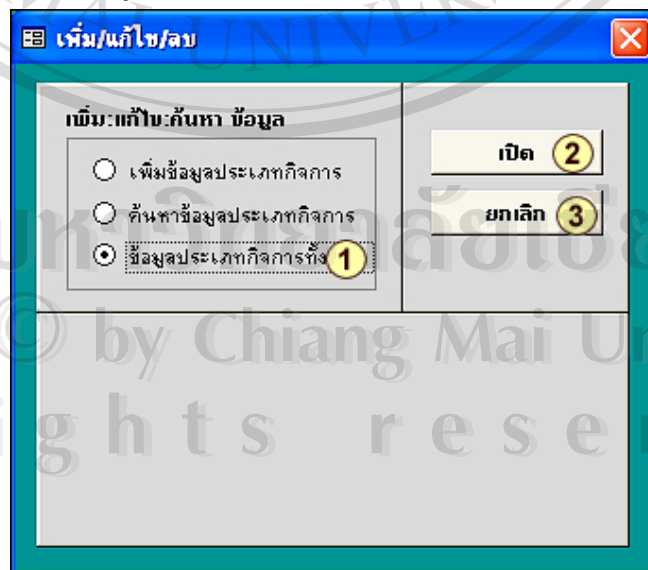 เพิ่ม/แก้ไข/ลบ
เพิ่ม:แก้ไข:ค้นหา ข้อมูล
เพิ่มข้อมูลประเภทกิจการ
ค้นหาข้อมูลประเภทกิจการ
ข้อมูลประเภทกิจการทั้ง 1
เปิด 2
ยกเลิก 3
UNIVE
© by Chiang Mai Un
ights reser